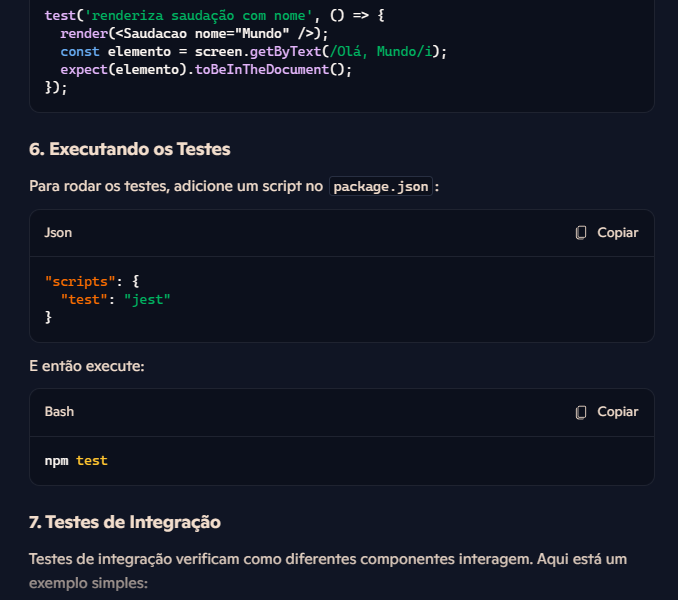 test('renderiza saudação com nome', () => {
  render(<Saudacao nome="Mundo" />);
  const elemento = screen.getByText(/Olá, Mundo/i);
  expect(elemento).toBeInTheDocument();
});
6. Executando os Testes
Para rodar os testes, adicione um script no package.json:
Json
Copiar
"scripts": {
  "test": "jest"
}
E então execute:
Bash
Copiar
npm test
7. Testes de Integração
Testes de integração verificam como diferentes componentes interagem. Aqui está um
exemplo simples: